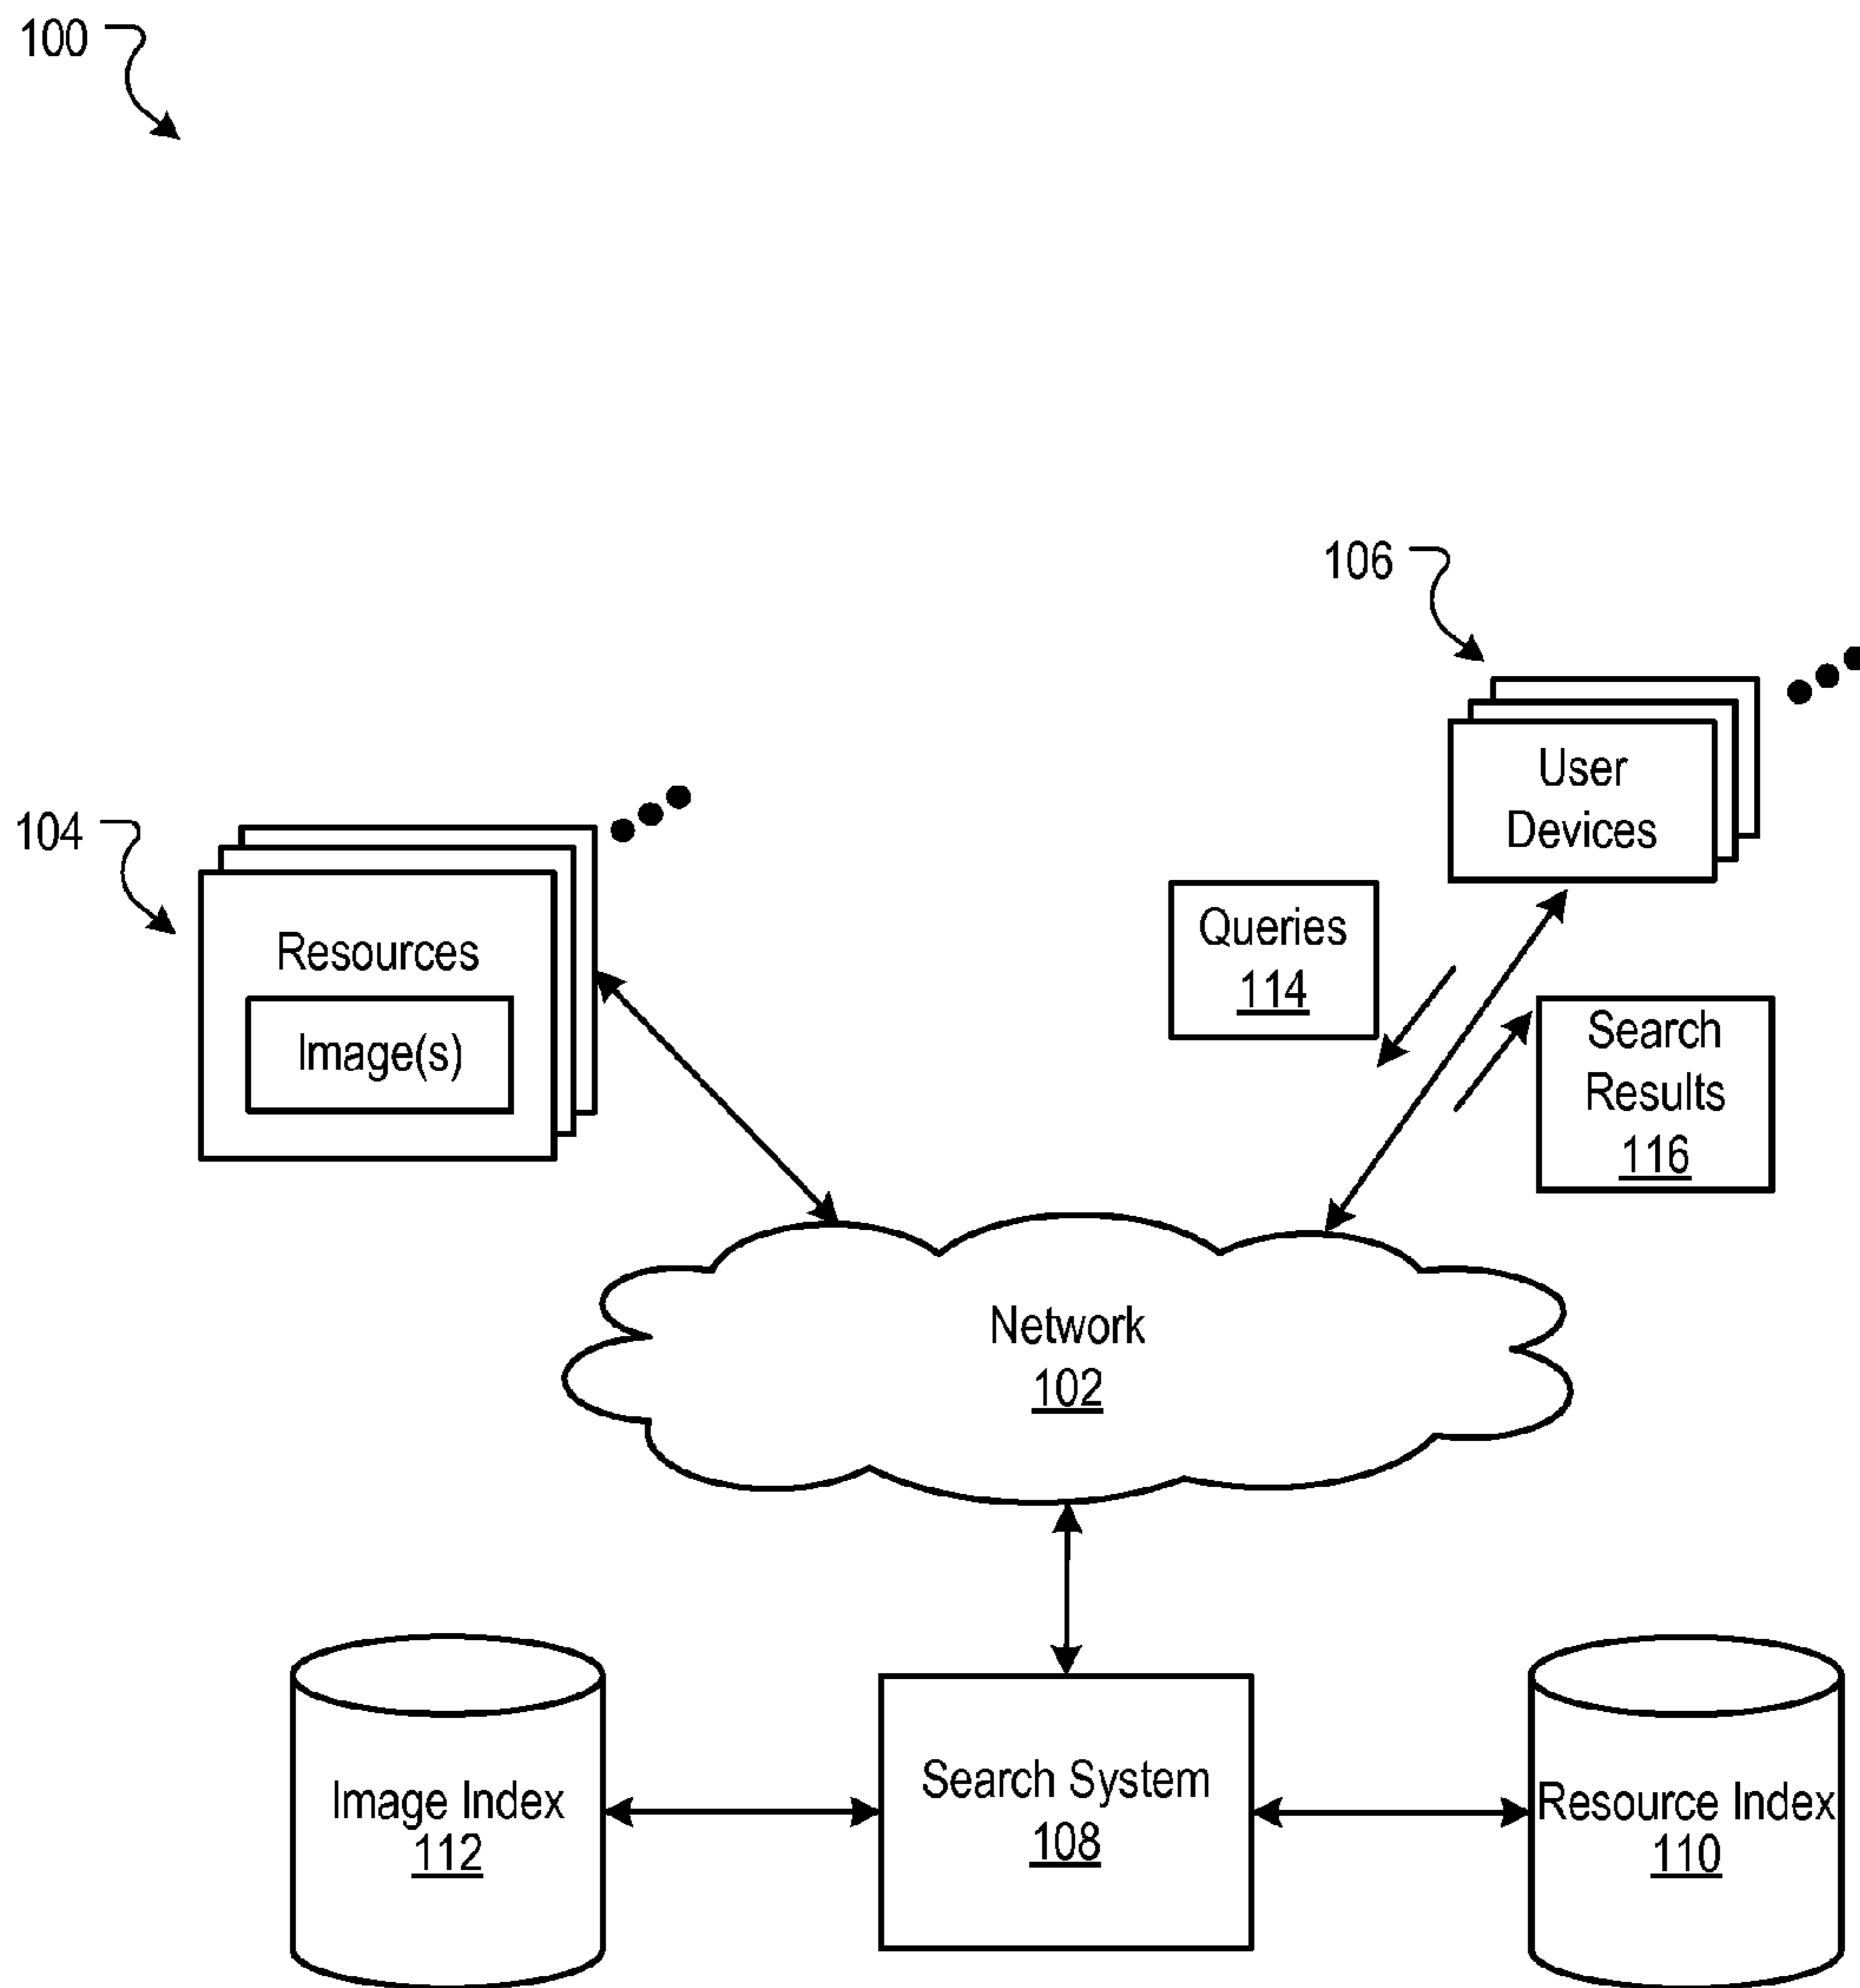 100
106
User
Devices
104
Resources
Image(s)
Queries
114
Search
Results
116
Network
102
Image Index
112
Search System
108
Resource Index
110